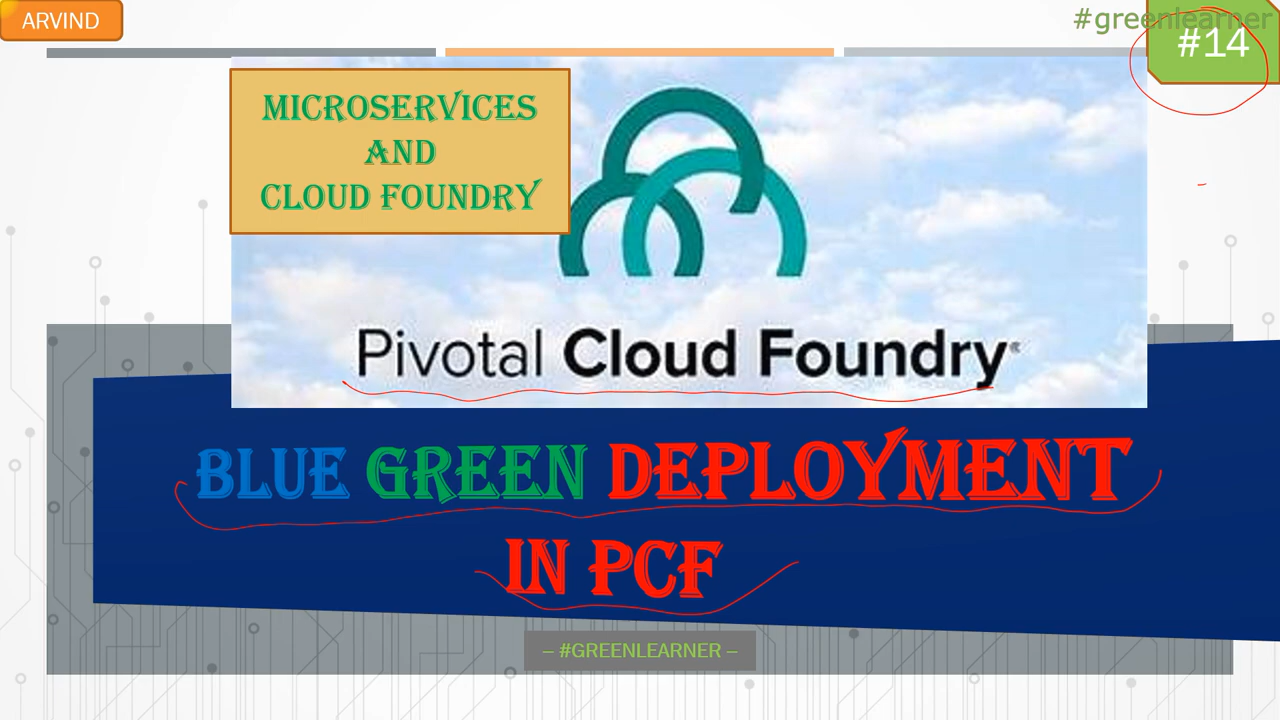 ARVIND
#greenlearner
#14
MICROSERVICES
AND
CLOUD FOUNDRY
Pivotal Cloud Foundry®
BLUE GREEN DEPLOYMENT
IN PCF
– #GREENLEARNER –